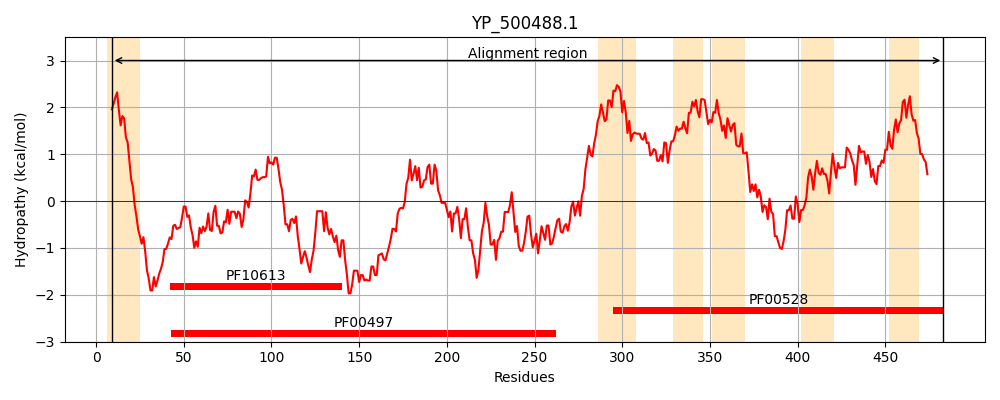 YP_500488.1
Alignment region
3
2
1
0
−1
−2
−3
Hydropathy (kcal/mol)
PF10613
PF00528
PF00497
0 50 100 150 200 250 300 350 400 450
Residues